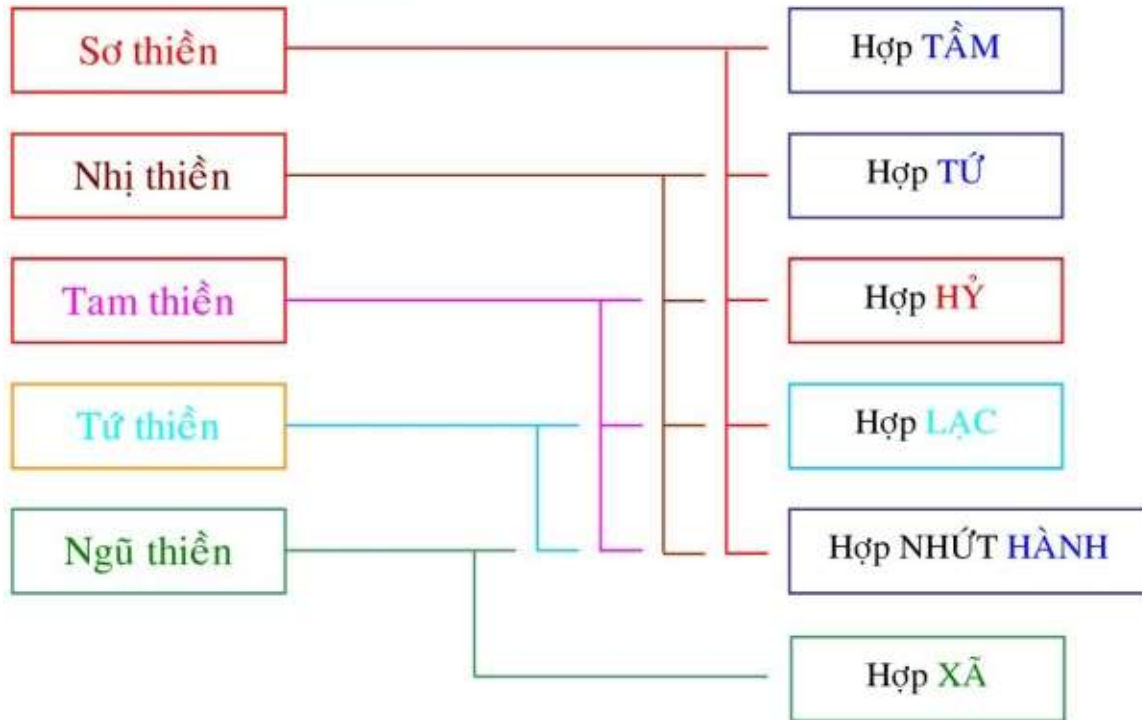 Sơ thiền
Hợp TẦM
Nhị thiền
Hợp TỨ
Tam thiền
Hợp HỶ
Tứ thiền
Hợp LẠC
Ngũ thiền
Hợp NHỨT HÀNH
Hợp XÃ